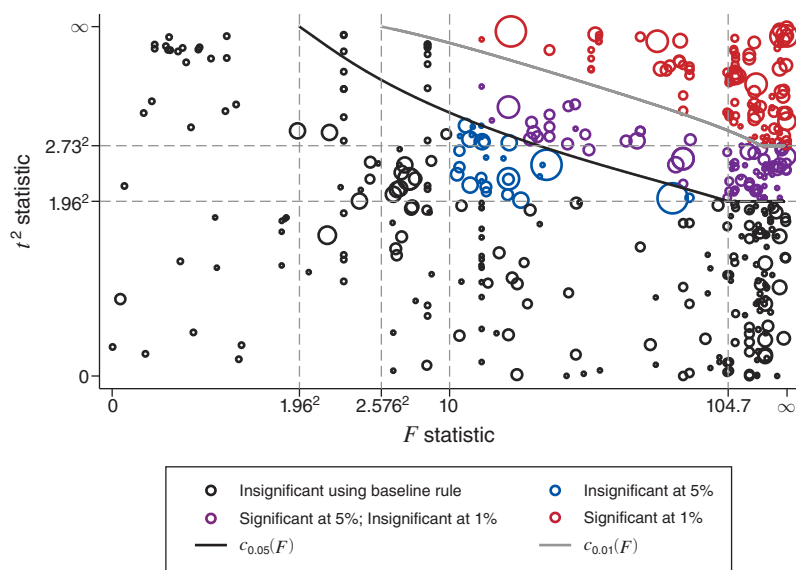 ∞
2.73²
1.96²
0
t² statistic
0 1.96² 2.576² 10 104.7 ∞
F statistic
Insignificant using baseline rule
Insignificant at 5%
Significant at 5%; Insignificant at 1%
Significant at 1%
c₀.₀₅(F)
c₀.₀₁(F)